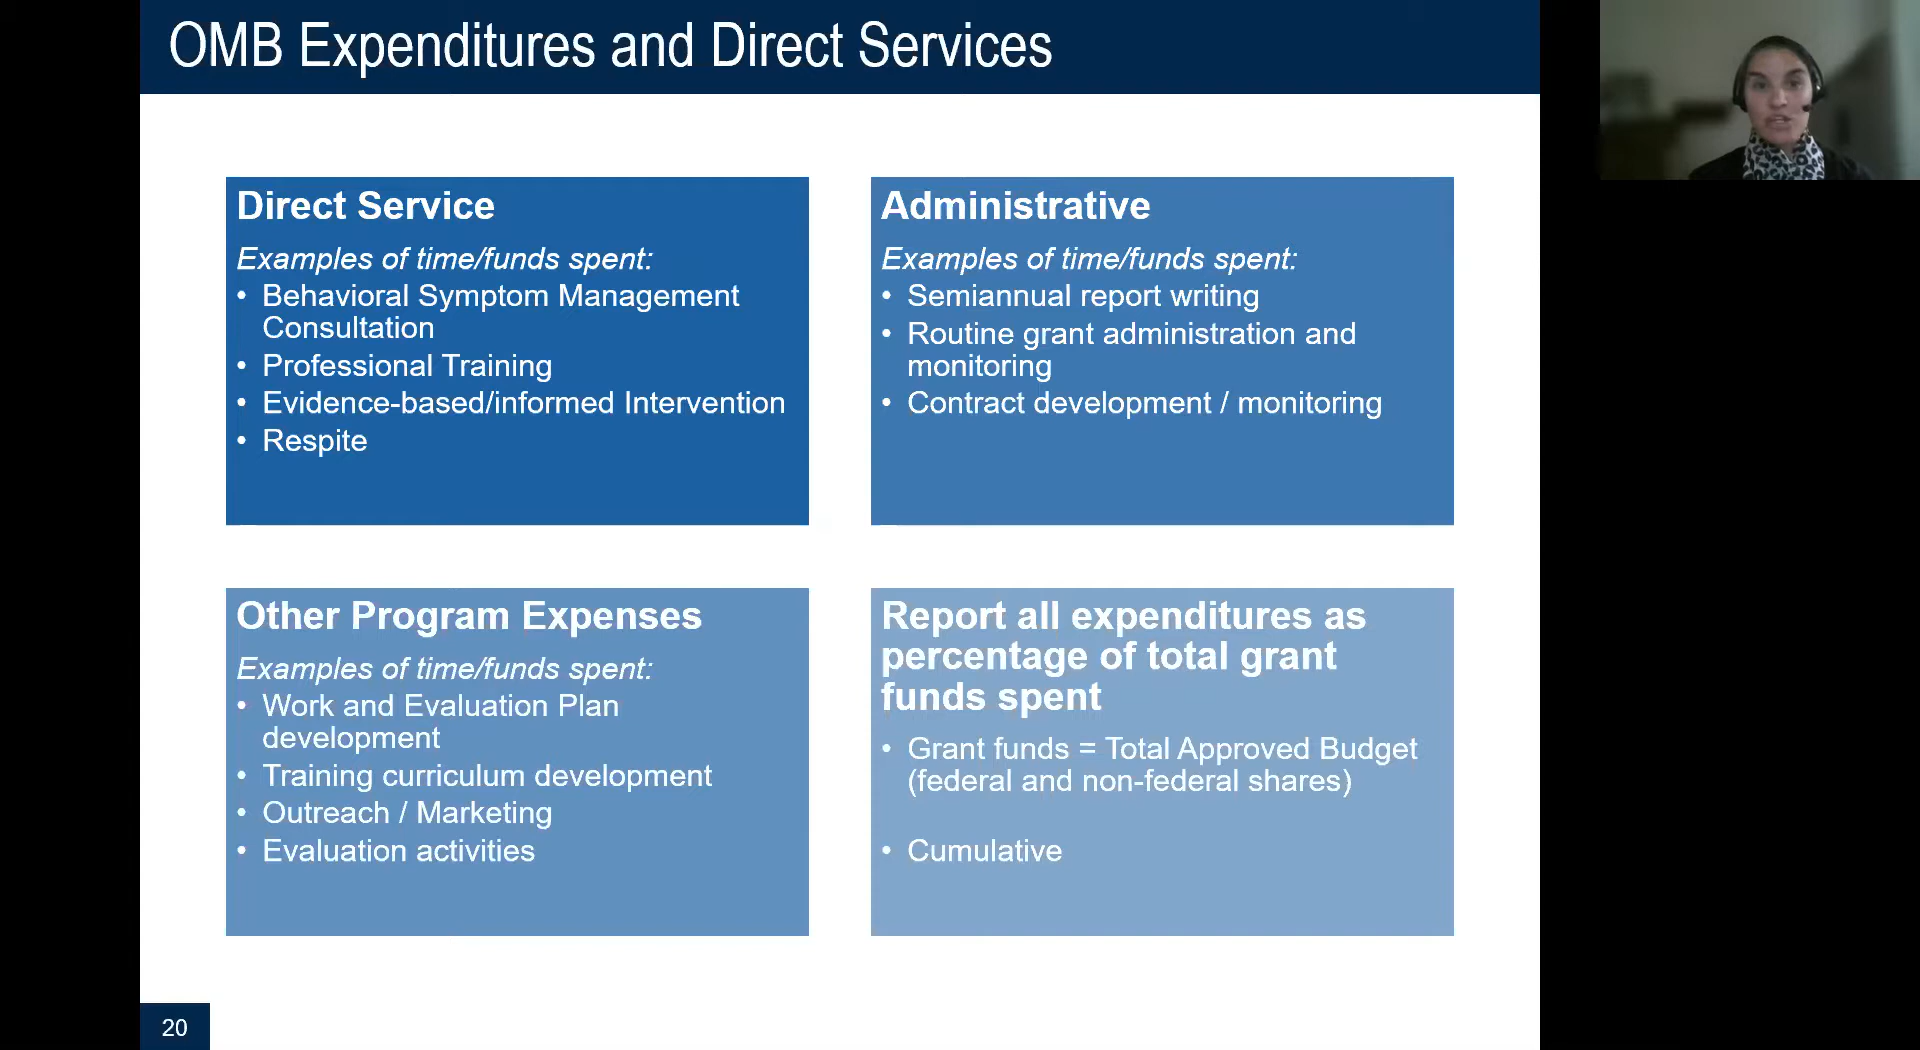 OMB Expenditures and Direct Services
Direct Service
Examples of time/funds spent:
• Behavioral Symptom Management
Consultation
• Professional Training
• Evidence-based/informed Intervention
• Respite
Administrative
Examples of time/funds spent:
• Semiannual report writing
• Routine grant administration and
monitoring
• Contract development / monitoring
Other Program Expenses
Examples of time/funds spent:
• Work and Evaluation Plan
development
• Training curriculum development
• Outreach / Marketing
• Evaluation activities
Report all expenditures as
percentage of total grant
funds spent
• Grant funds = Total Approved Budget
(federal and non-federal shares)
• Cumulative
20